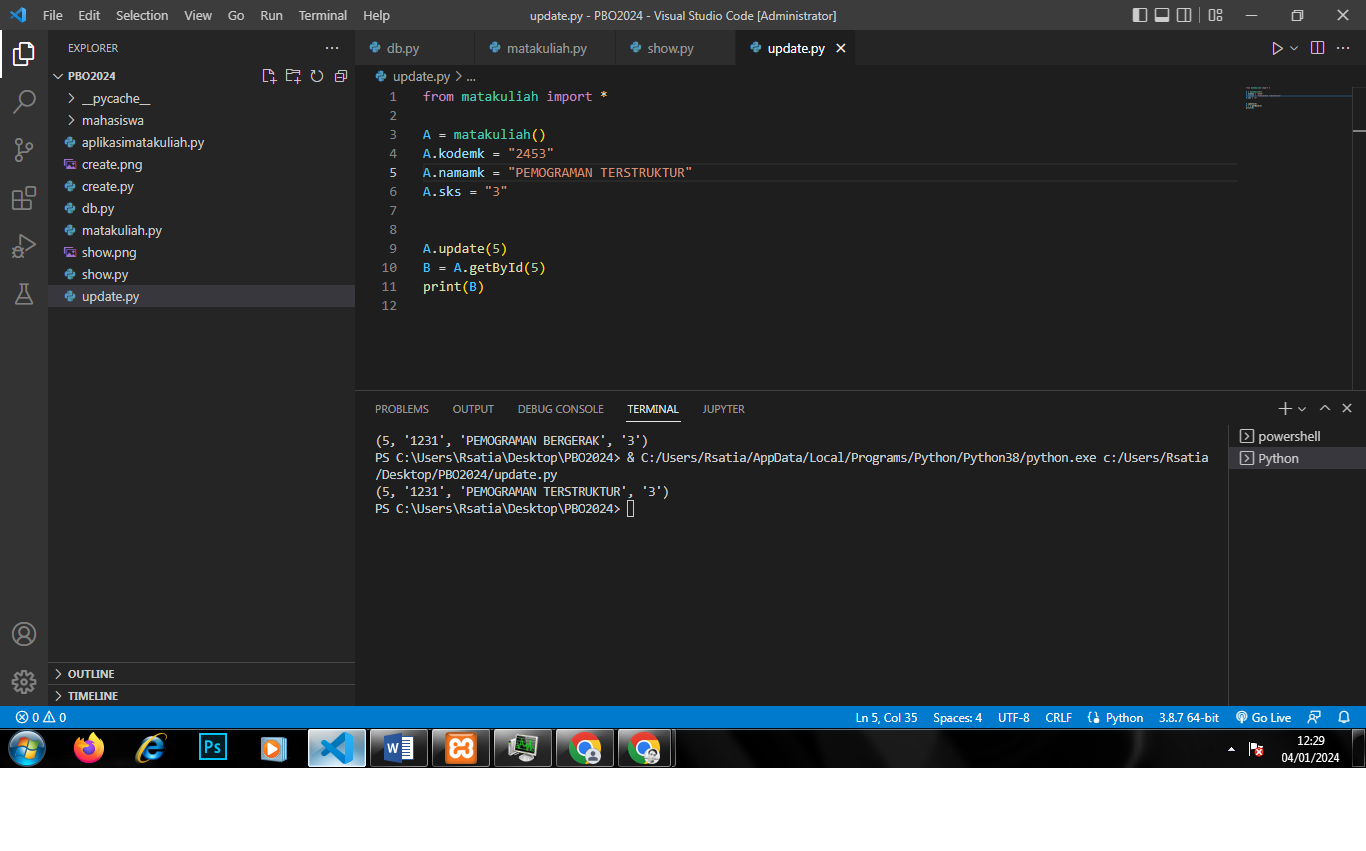 File Edit Selection View Go Run Terminal Help
update.py - PBO2024 - Visual Studio Code [Administrator]
EXPLORER
PBO2024
__pycache__
mahasiswa
aplikasimatakuliah.py
create.png
create.py
db.py
matakuliah.py
show.png
show.py
update.py
OUTLINE
TIMELINE
db.py matakuliah.py show.py update.py
update.py > ...
1 from matakuliah import *
2
3 A = matakuliah()
4 A.kodemk = "2453"
5 A.namamk = "PEMOGRAMAN TERSTRUKTUR"
6 A.sks = "3"
7
8
9 A.update(5)
10 B = A.getById(5)
11 print(B)
12
PROBLEMS OUTPUT DEBUG CONSOLE TERMINAL JUPYTER
(5, '1231', 'PEMOGRAMAN BERGERAK', '3')
PS C:\Users\Rsatia\Desktop\PBO2024> & C:/Users/Rsatia/AppData/Local/Programs/Python/Python38/python.exe c:/Users/Rsatia
/Desktop/PBO2024/update.py
(5, '1231', 'PEMOGRAMAN TERSTRUKTUR', '3')
PS C:\Users\Rsatia\Desktop\PBO2024>
powershell
Python
0 0 Ln 5, Col 35 Spaces: 4 UTF-8 CRLF Python 3.8.7 64-bit Go Live
Ps
W
12:29
04/01/2024